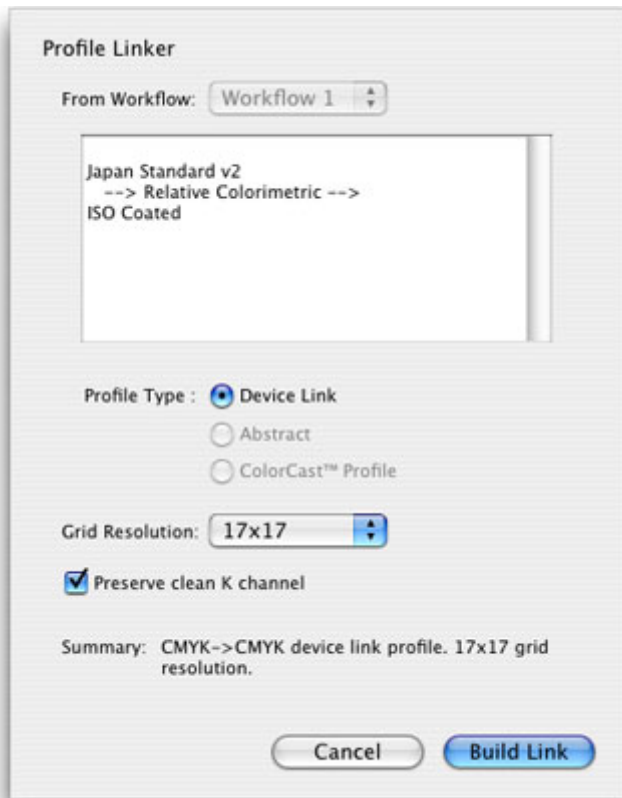 Profile Linker
From Workflow: Workflow 1
Japan Standard v2
--> Relative Colorimetric -->
ISO Coated
Profile Type : Device Link
Abstract
ColorCast™ Profile
Grid Resolution: 17x17
Preserve clean K channel
Summary: CMYK->CMYK device link profile. 17x17 grid
resolution.
Cancel Build Link